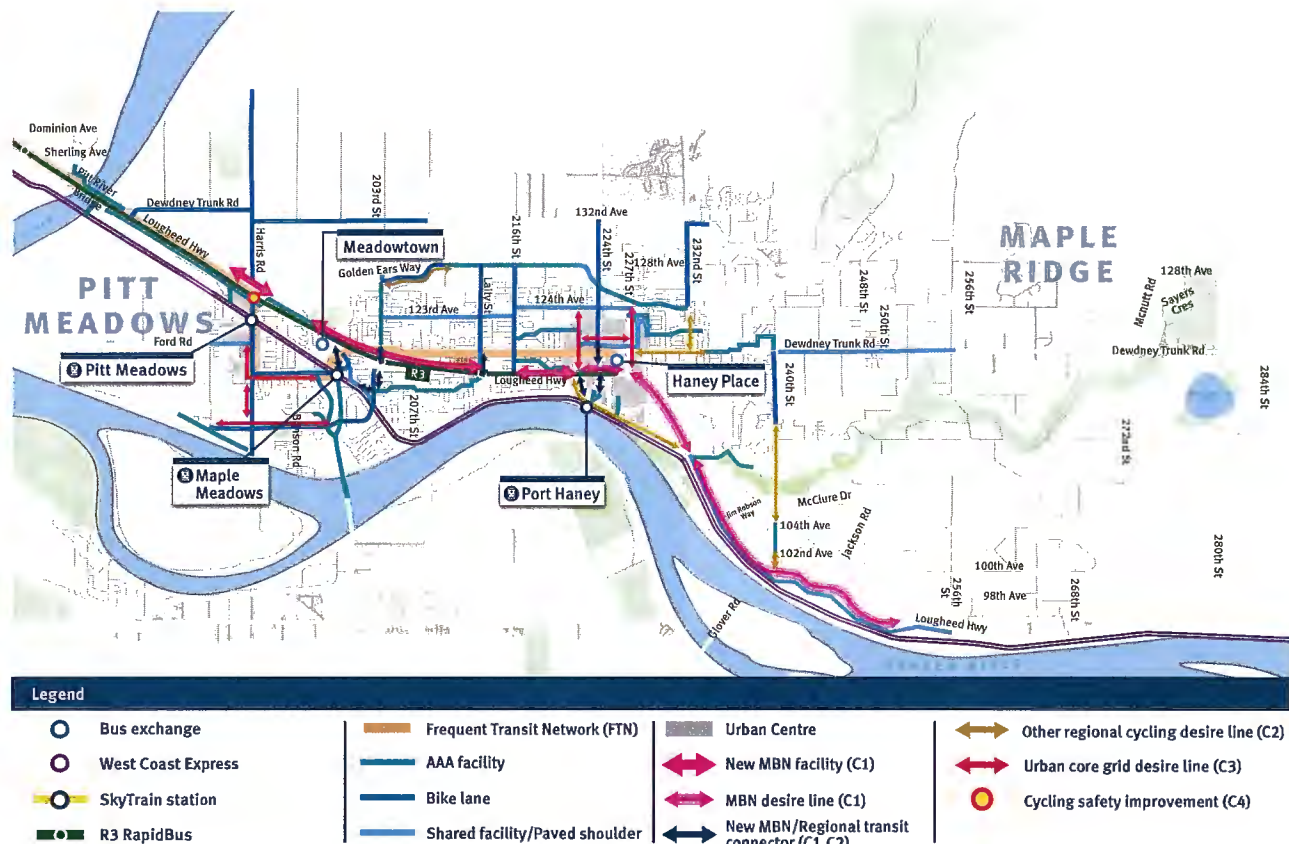 Dominion Ave
Sherling Ave
Pitt River
Bridge
Dewdney Trunk Rd
Lougheed Hwy
Harris Rd
203rd St
Meadowtown
Golden Ears Way
216th St
132nd Ave
224th St
227th St
128th Ave
232nd St
MAPLE
RIDGE
128th Ave
McNutt Rd
Sayers
Cres
248th St
250th St
256th St
PITT
MEADOWS
Laity St
124th Ave
123rd Ave
Ford Rd
Dewdney Trunk Rd
Dewdney Trunk Rd
Pitt Meadows
R3
Lougheed Hwy
Haney Place
240th St
284th St
207th St
272nd St
Maple
Meadows
Port Haney
Jim Robson
Way
McClure Dr
104th Ave
Jackson Rd
102nd Ave
280th St
100th Ave
256th
St
98th Ave
268th St
Glover Rd
Lougheed Hwy
Legend
Bus exchange
West Coast Express
SkyTrain station
R3 RapidBus
Frequent Transit Network (FTN)
AAA facility
Bike lane
Shared facility/Paved shoulder
Urban Centre
New MBN facility (C1)
MBN desire line (C1)
New MBN/Regional transit
connector (C1,C2)
Other regional cycling desire line (C2)
Urban core grid desire line (C3)
Cycling safety improvement (C4)